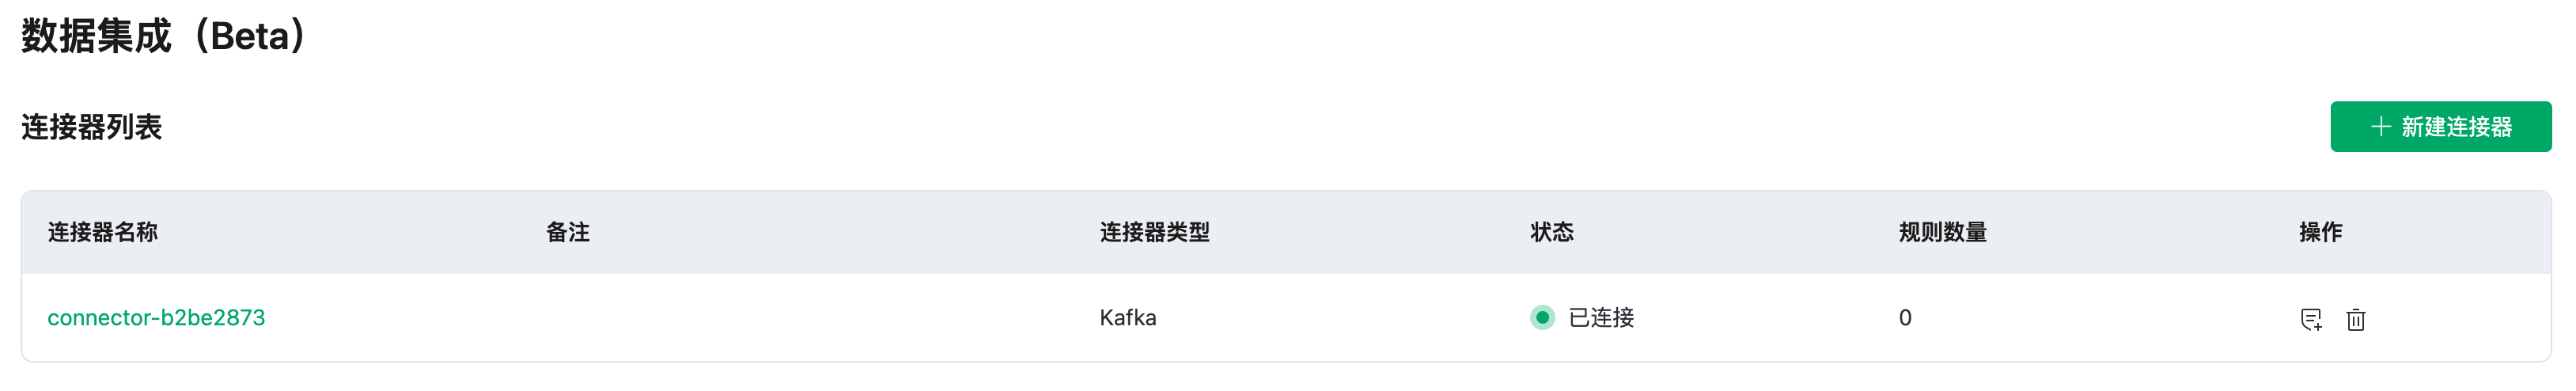 数据集成（Beta）
连接器列表
新建连接器
连接器名称 备注 连接器类型 状态 规则数量 操作
connector-b2be2873 Kafka 已连接 0